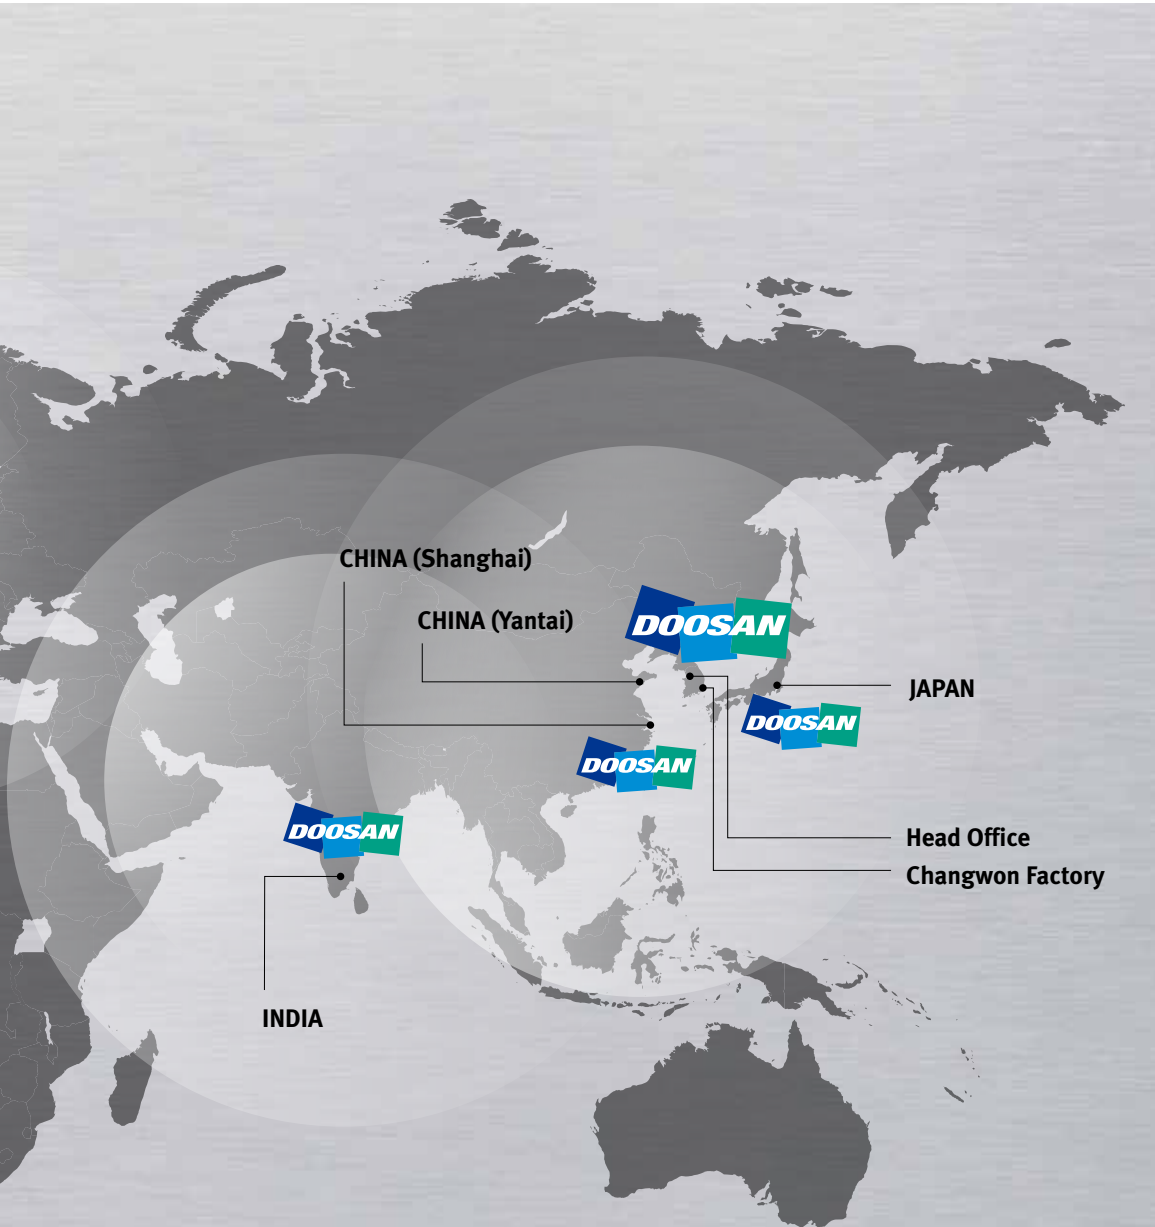 CHINA (Shanghai)
CHINA (Yantai)
DOOSAN
JAPAN
DOOSAN
DOOSAN
DOOSAN
Head Office
Changwon Factory
INDIA